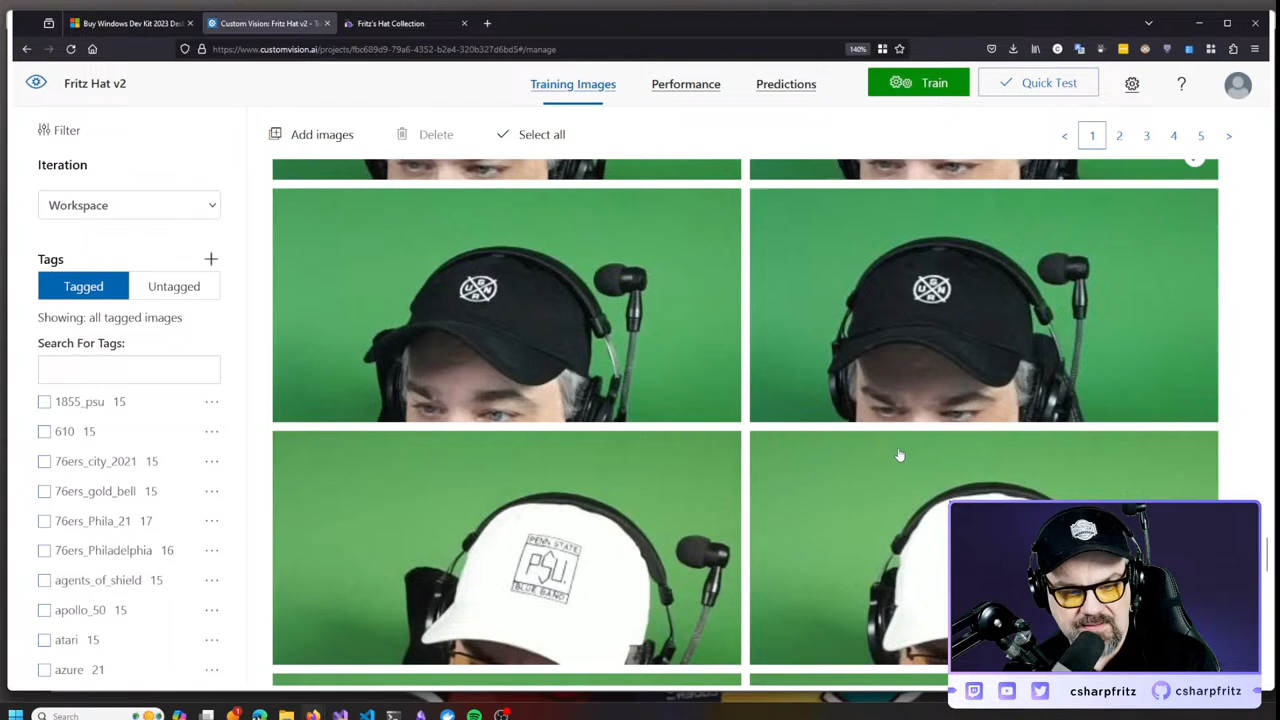 Buy Windows Dev Kit 2023 Des
Custom Vision: Fritz Hat v2 - T
Fritz's Hat Collection
https://www.customvision.ai/projects/fbc689d9-79a6-4352-b2e4-320b327d6bd5#/manage
140%
Fritz Hat v2
Training Images
Performance
Predictions
Train
Quick Test
Filter
Add images
Delete
Select all
< 1 2 3 4 5 >
Iteration
Workspace
Tags
Tagged
Untagged
Showing: all tagged images
Search For Tags:
1855_psu 15
610 15
76ers_city_2021 15
76ers_gold_bell 15
76ers_Phila_21 17
76ers_Philadelphia 16
agents_of_shield 15
apollo_50 15
atari 15
azure 21
PENN STATE
PSU
BLUE BAND
csharpfritz
csharpfritz
Search